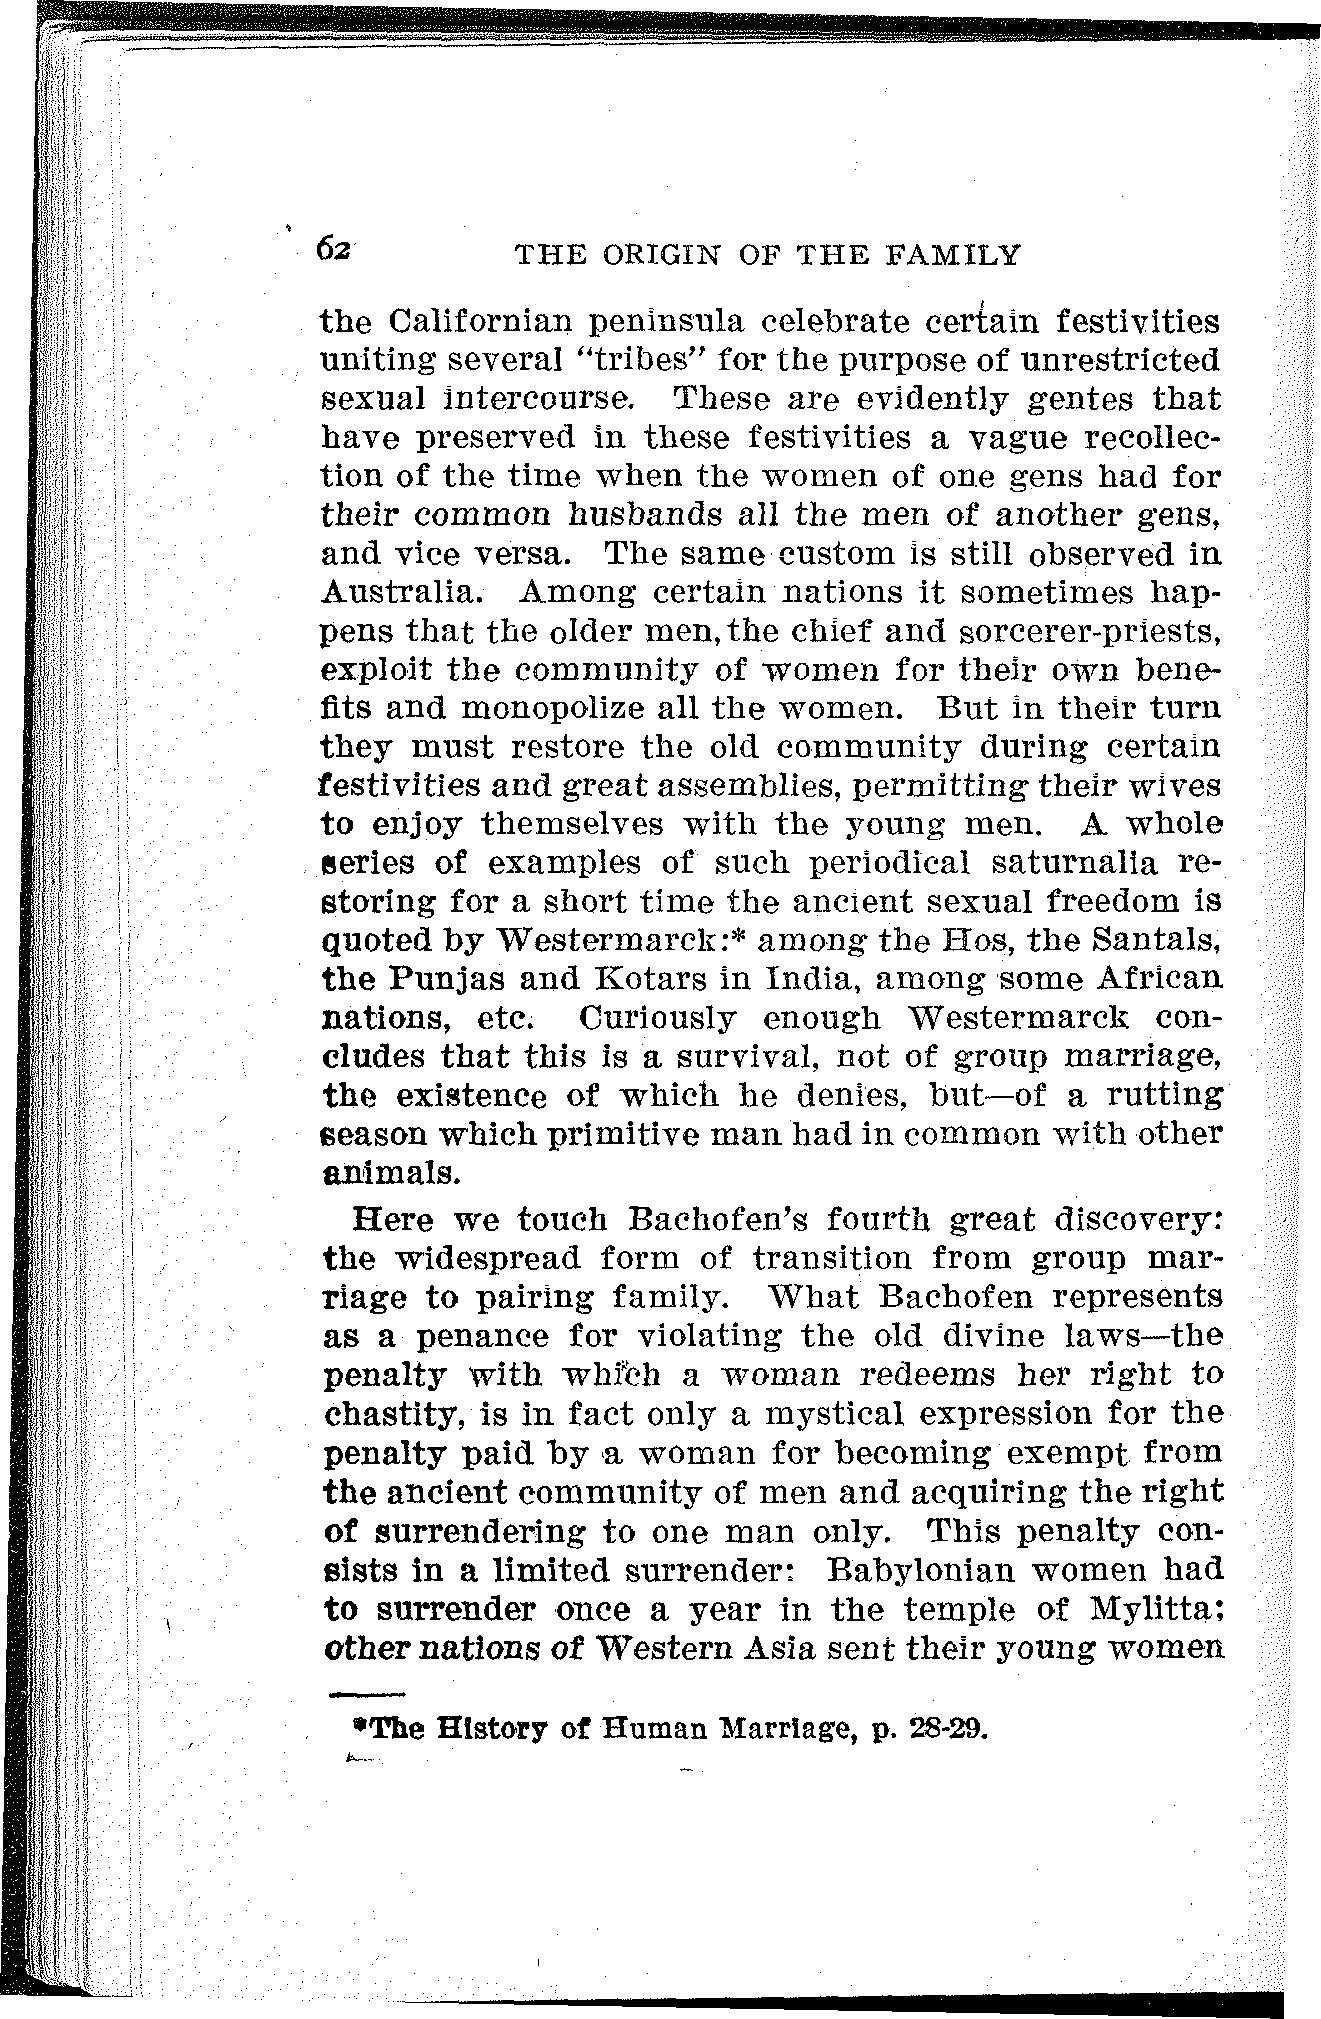 62 THE ORIGIN OF THE FAMILY
the Californian peninsula celebrate certain festivities
uniting several “tribes” for the purpose of unrestricted
sexual intercourse. These are evidently gentes that
have preserved in these festivities a vague recollec-
tion of the time when the women of one gens had for
their common husbands all the men of another gens,
and vice versa. The same custom is still observed in
Australia. Among certain nations it sometimes hap-
pens that the older men, the chief and sorcerer-priests,
exploit the community of women for their own bene-
fits and monopolize all the women. But in their turn
they must restore the old community during certain
festivities and great assemblies, permitting their wives
to enjoy themselves with the young men. A whole
series of examples of such periodical saturnalia re-
storing for a short time the ancient sexual freedom is
quoted by Westermarck:* among the Hos, the Santals,
the Punjas and Kotars in India, among some African
nations, etc. Curiously enough Westermarck con-
cludes that this is a survival, not of group marriage,
the existence of which he denies, but—of a rutting
season which primitive man had in common with other
animals.
Here we touch Bachofen's fourth great discovery:
the widespread form of transition from group mar-
riage to pairing family. What Bachofen represents
as a penance for violating the old divine laws—the
penalty with which a woman redeems her right to
chastity, is in fact only a mystical expression for the
penalty paid by a woman for becoming exempt from
the ancient community of men and acquiring the right
of surrendering to one man only. This penalty con-
sists in a limited surrender: Babylonian women had
to surrender once a year in the temple of Mylitta;
other nations of Western Asia sent their young women
*The History of Human Marriage, p. 28-29.